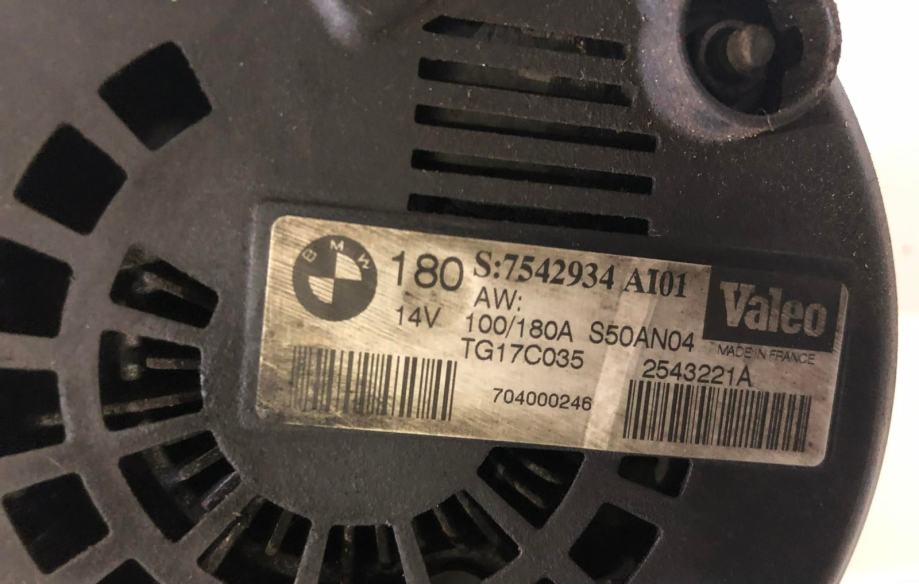 BMW
180 S:7542934 AI01
AW:
14V 100/180A S50AN04
TG17C035
704000246
Valeo
MADE IN FRANCE
2543221A